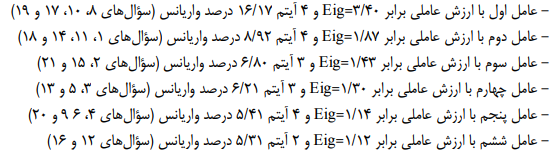 - عامل اول با ارزش عاملی برابر Eig=۳/۴۰ و ۴ آیتم ۱۶/۱۷ درصد واریانس (سؤال‌های ۸، ۱۰، ۱۷ و ۱۹)
- عامل دوم با ارزش عاملی برابر Eig=۱/۸۷ و ۴ آیتم ۸/۹۲ درصد واریانس (سؤال‌های ۱، ۱۱، ۱۴ و ۱۸)
- عامل سوم با ارزش عاملی برابر Eig=۱/۴۳ و ۳ آیتم ۶/۸۰ درصد واریانس (سؤال‌های ۲، ۱۵ و ۲۱)
- عامل چهارم با ارزش عاملی برابر Eig=۱/۳۰ و ۳ آیتم ۶/۲۱ درصد واریانس (سؤال‌های ۳، ۵ و ۱۳)
- عامل پنجم با ارزش عاملی برابر Eig=۱/۱۴ و ۴ آیتم ۵/۴۱ درصد واریانس (سؤال‌های ۴، ۶ ۹ و ۲۰)
- عامل ششم با ارزش عاملی برابر Eig=۱/۱۲ و ۲ آیتم ۵/۳۱ درصد واریانس (سؤال‌های ۱۲ و ۱۶)